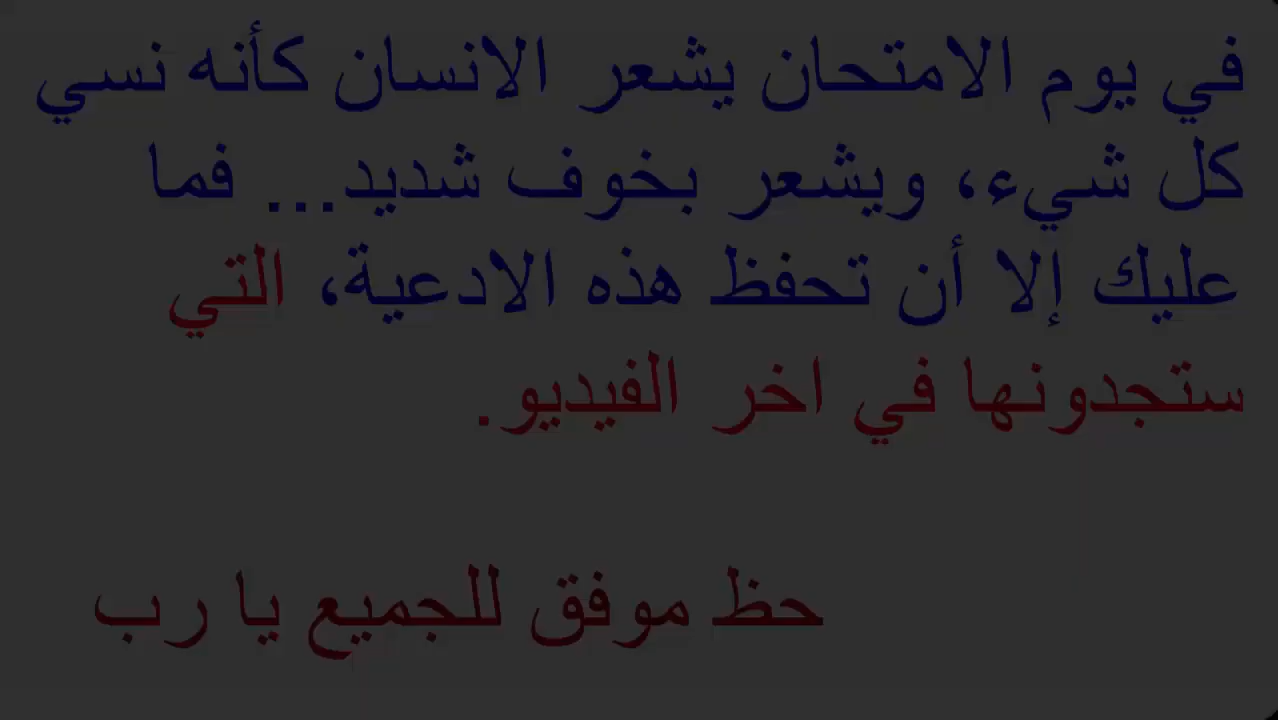 في يوم الامتحان يشعر الانسان كأنه نسي
كل شيء، ويشعر بخوف شديد... فما
عليك إلا أن تحفظ هذه الادعية، التي
ستجدونها في اخر الفيديو.
حظ موفق للجميع يا رب